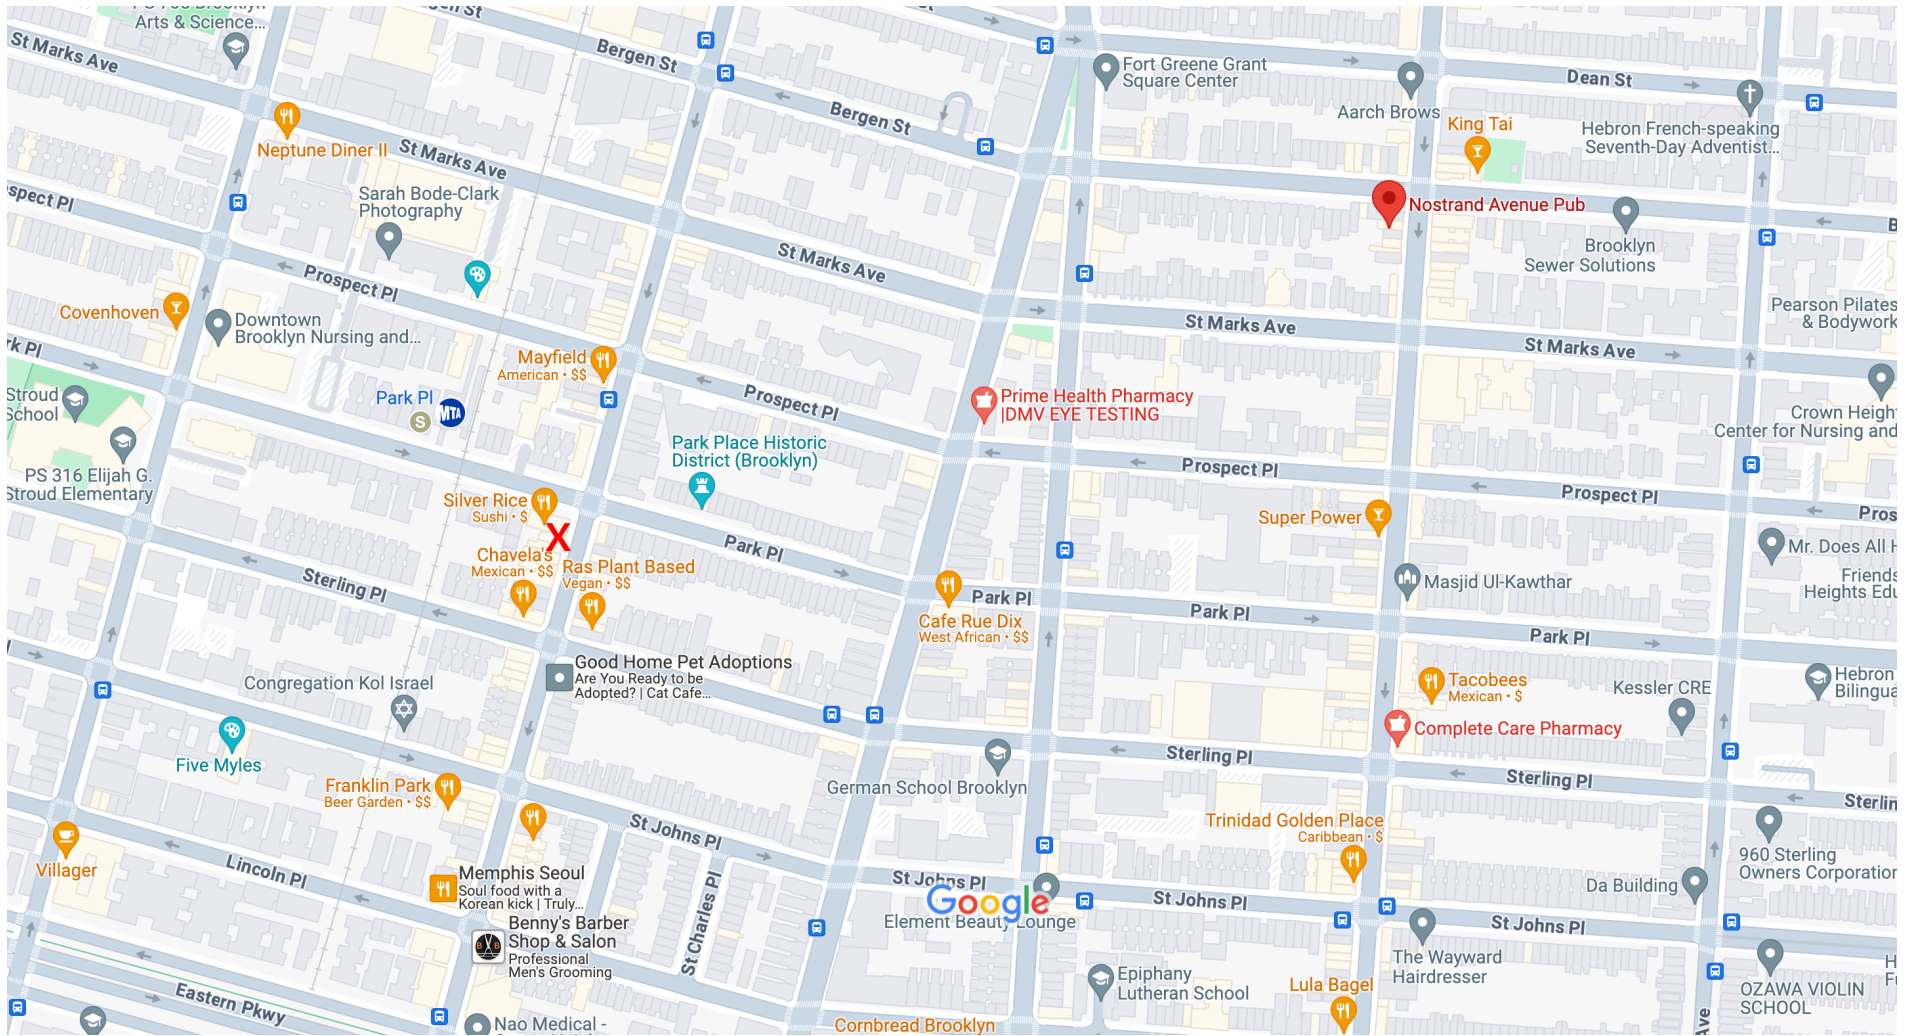 PS 705 Brooklyn
Arts & Science...
Bergen St
St Marks Ave
Bergen St
Fort Greene Grant
Square Center
Dean St
Aarch Brows
Bergen St
King Tai
Hebron French-speaking
Seventh-Day Adventist...
Neptune Diner II
St Marks Ave
Sarah Bode-Clark
Photography
spect Pl
Nostrand Avenue Pub
B
Brooklyn
Sewer Solutions
St Marks Ave
Prospect Pl
Covenhoven
Downtown
Brooklyn Nursing and...
Pearson Pilates
& Bodywork
St Marks Ave
St Marks Ave
rk Pl
Mayfield
American • $$
Prospect Pl
Stroud
School
Park Pl
MTA
S
Prime Health Pharmacy
|DMV EYE TESTING
Crown Height
Center for Nursing and
Park Place Historic
District (Brooklyn)
PS 316 Elijah G.
Stroud Elementary
Prospect Pl
Prospect Pl
Pros
Silver Rice
Sushi • $
X
Super Power
Park Pl
Mr. Does All H
Chavela's
Mexican • $$
Ras Plant Based
Vegan • $$
Sterling Pl
Masjid Ul-Kawthar
Friends
Heights Edu
Park Pl
Cafe Rue Dix
West African • $$
Park Pl
Park Pl
Good Home Pet Adoptions
Are You Ready to be
Adopted? | Cat Cafe...
Congregation Kol Israel
Tacobees
Mexican • $
Kessler CRE
Hebron
Bilingua
Complete Care Pharmacy
Five Myles
Sterling Pl
Sterling Pl
Sterlin
Franklin Park
Beer Garden • $$
German School Brooklyn
St Johns Pl
Trinidad Golden Place
Caribbean • $
Villager
Lincoln Pl
Memphis Seoul
Soul food with a
Korean kick | Truly...
960 Sterling
Owners Corporation
St Johns Pl
Google
Element Beauty Lounge
St Johns Pl
Da Building
St Johns Pl
Benny's Barber
Shop & Salon
Professional
Men's Grooming
B B
St Charles Pl
The Wayward
Hairdresser
H
Fu
Epiphany
Lutheran School
Lula Bagel
OZAWA VIOLIN
SCHOOL
Eastern Pkwy
Nao Medical -
Cornbread Brooklyn
Ave